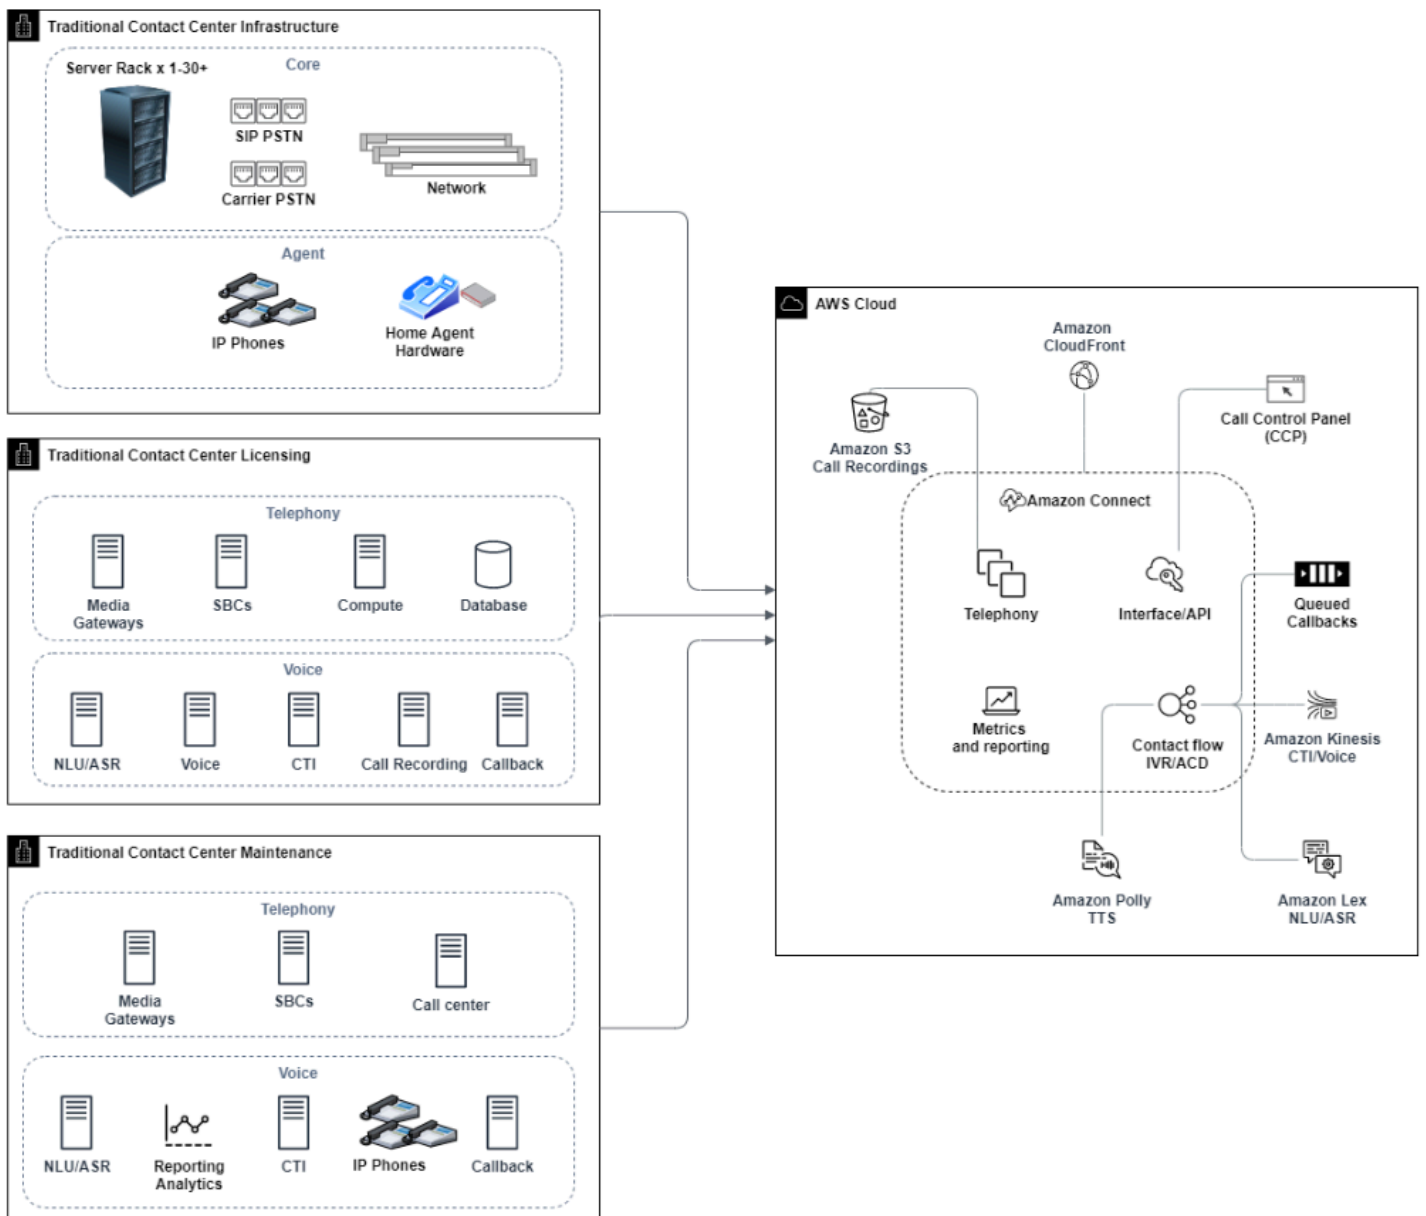 Traditional Contact Center Infrastructure
Core
Server Rack x 1-30+
SIP PSTN
Carrier PSTN
Network
Agent
IP Phones
Home Agent
Hardware
Traditional Contact Center Licensing
Telephony
Media
Gateways
SBCs
Compute
Database
Voice
NLU/ASR
Voice
CTI
Call Recording
Callback
Traditional Contact Center Maintenance
Telephony
Media
Gateways
SBCs
Call center
Voice
NLU/ASR
Reporting
Analytics
CTI
IP Phones
Callback
AWS Cloud
Amazon
CloudFront
Amazon S3
Call Recordings
Call Control Panel
(CCP)
Amazon Connect
Telephony
Interface/API
Queued
Callbacks
Metrics
and reporting
Contact flow
IVR/ACD
Amazon Kinesis
CTI/Voice
Amazon Polly
TTS
Amazon Lex
NLU/ASR